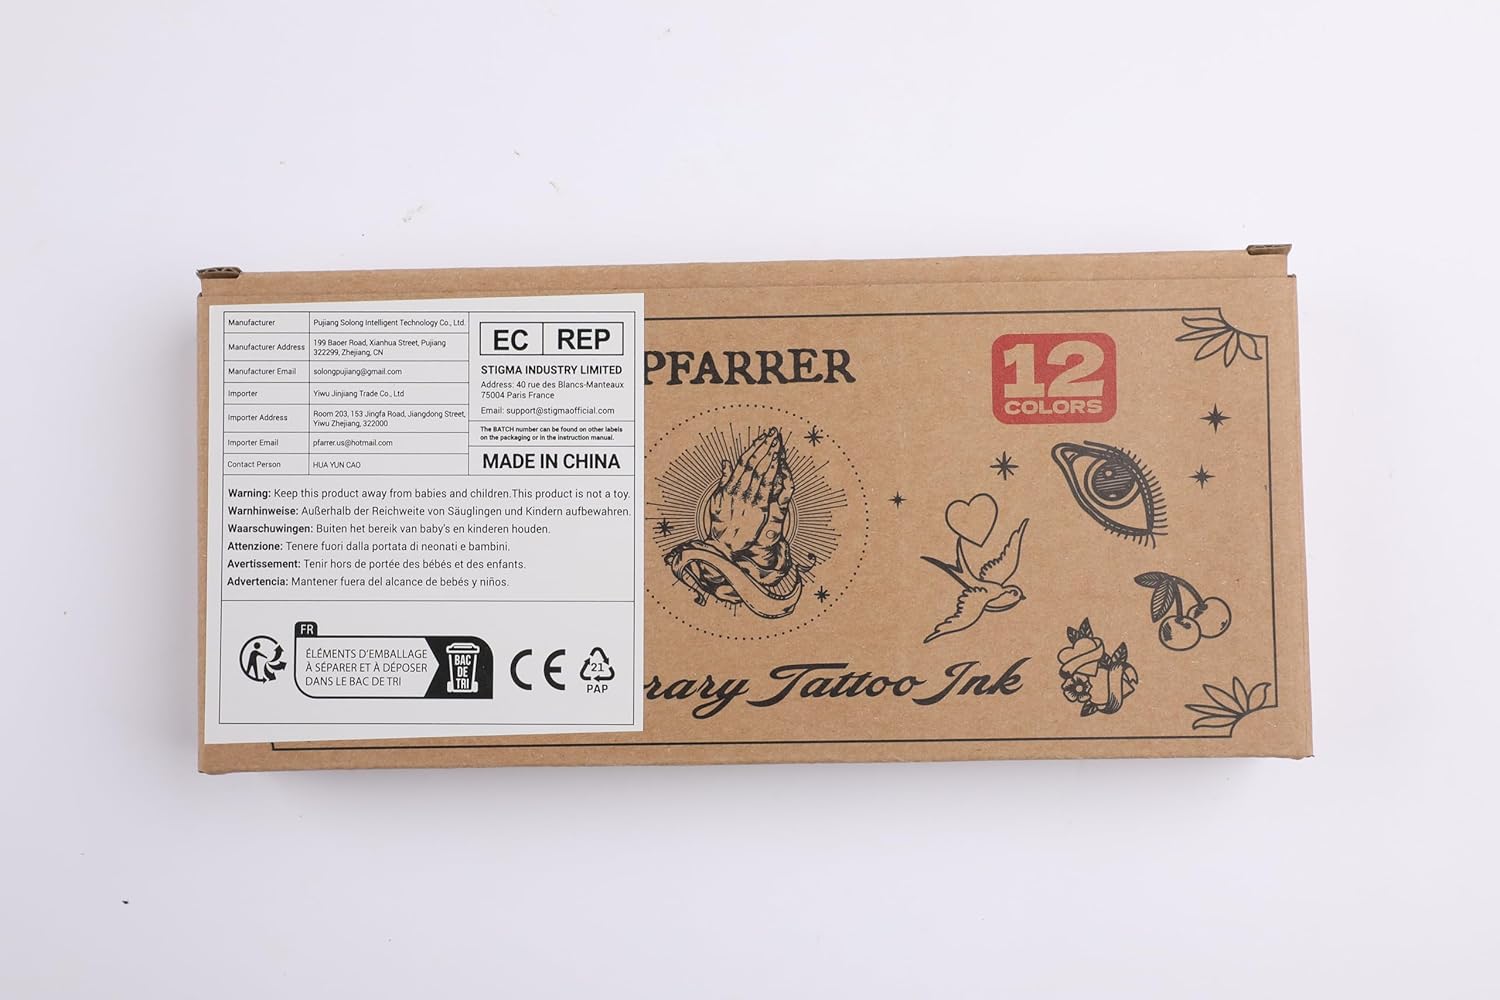 Manufacturer Pujiang Solong Intelligent Technology Co., Ltd.
Manufacturer Address 199 Baoer Road, Xianhua Street, Pujiang
322299, Zhejiang, CN
Manufacturer Email solongpujiang@gmail.com
Importer Yiwu Jinjiang Trade Co., Ltd
Importer Address Room 203, 153 Jingfa Road, Jiangdong Street,
Yiwu Zhejiang, 322000
Importer Email pfarrer.us@hotmail.com
Contact Person HUA YUN CAO
EC REP
STIGMA INDUSTRY LIMITED
Address: 40 rue des Blancs-Manteaux
75004 Paris France
Email: support@stigmaofficial.com
The BATCH number can be found on other labels
on the packaging or in the instruction manual.
MADE IN CHINA
Warning: Keep this product away from babies and children.This product is not a toy.
Warnhinweise: Außerhalb der Reichweite von Säuglingen und Kindern aufbewahren.
Waarschuwingen: Buiten het bereik van baby's en kinderen houden.
Attenzione: Tenere fuori dalla portata di neonati e bambini.
Avertissement: Tenir hors de portée des bébés et des enfants.
Advertencia: Mantener fuera del alcance de bebés y niños.
FR
ÉLÉMENTS D'EMBALLAGE
À SÉPARER ET À DÉPOSER
DANS LE BAC DE TRI
BAC
DE
TRI
CE
21
PAP
PFARRER
12
COLORS
rary Tattoo Ink